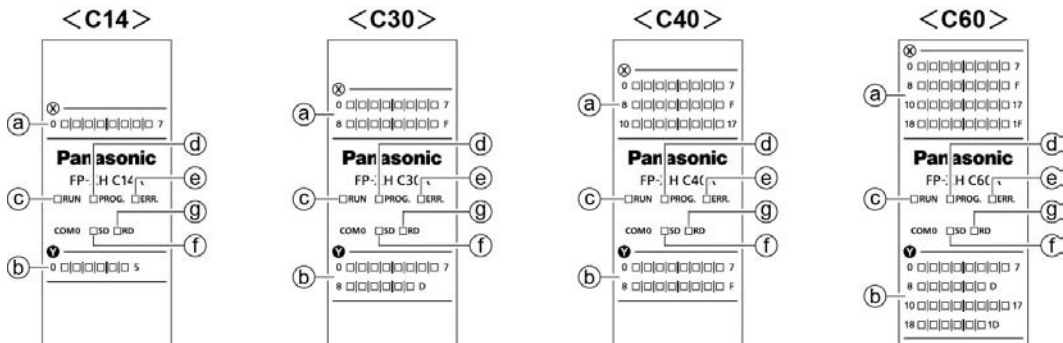 <C14>
<C30>
<C40>
<C60>
X
0 7
a
Panasonic
d
e
c
RUN PROG. ERR.
g
COM0 SD RD
f
Y
b
0 5
X
0 7
a
8 F
Panasonic
d
e
c
RUN PROG. ERR.
g
COM0 SD RD
f
Y
0 7
b
8 D
X
0 7
a
8 F
10 17
Panasonic
d
e
c
RUN PROG. ERR.
g
COM0 SD RD
f
Y
0 7
b
8 F
X
0 7
8 F
a
10 17
18 1F
Panasonic
d
e
c
RUN PROG. ERR.
g
COM0 SD RD
f
Y
0 7
8 D
b
10 17
18 1D